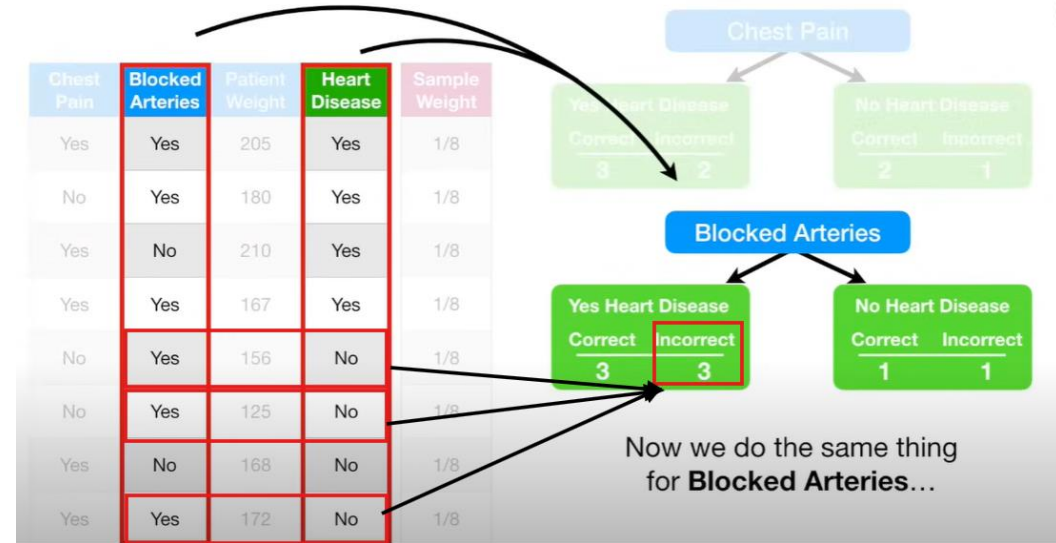 Chest Pain
Blocked Arteries
Patient Weight
Heart Disease
Sample Weight
Yes Yes 205 Yes 1/8
No Yes 180 Yes 1/8
Yes No 210 Yes 1/8
Yes Yes 167 Yes 1/8
No Yes 156 No 1/8
No Yes 125 No 1/8
Yes No 168 No 1/8
Yes Yes 172 No 1/8
Chest Pain
Yes Heart Disease
Correct Incorrect
3 2
No Heart Disease
Correct Incorrect
2 1
Blocked Arteries
Yes Heart Disease
Correct Incorrect
3 3
No Heart Disease
Correct Incorrect
1 1
Now we do the same thing
for Blocked Arteries…